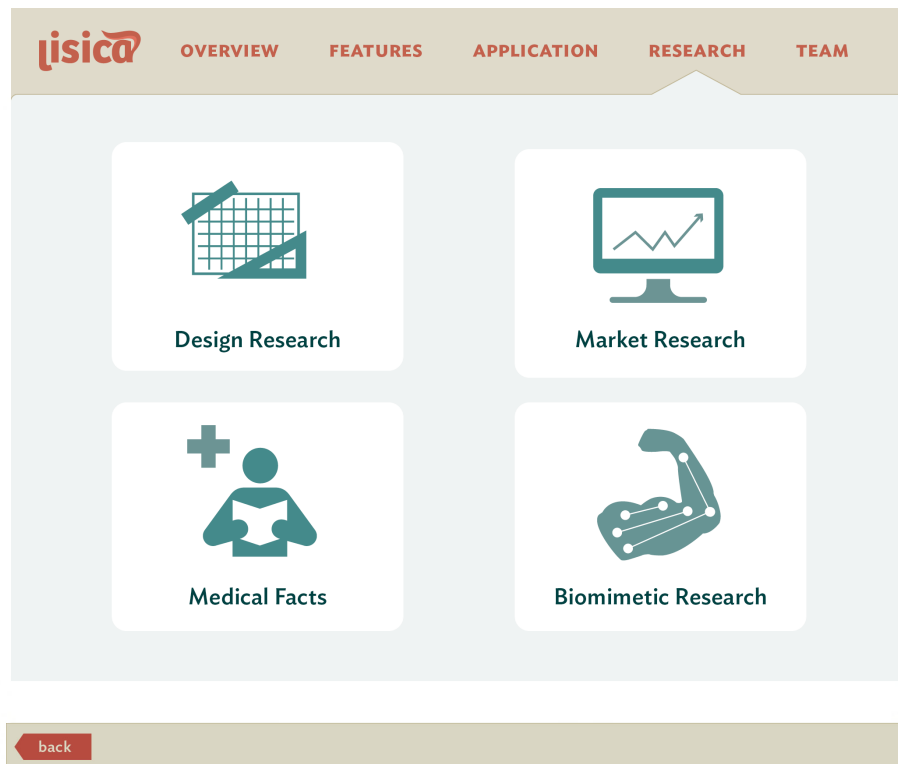 lisica
OVERVIEW FEATURES APPLICATION RESEARCH TEAM
Design Research
Market Research
Medical Facts
Biomimetic Research
back